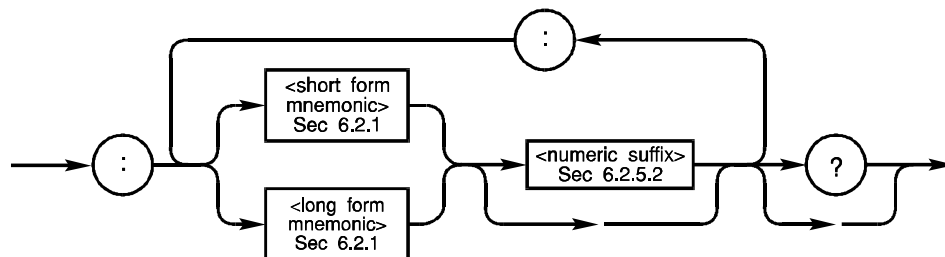 :
<short form
mnemonic>
Sec 6.2.1
:
<numeric suffix>
Sec 6.2.5.2
?
<long form
mnemonic>
Sec 6.2.1